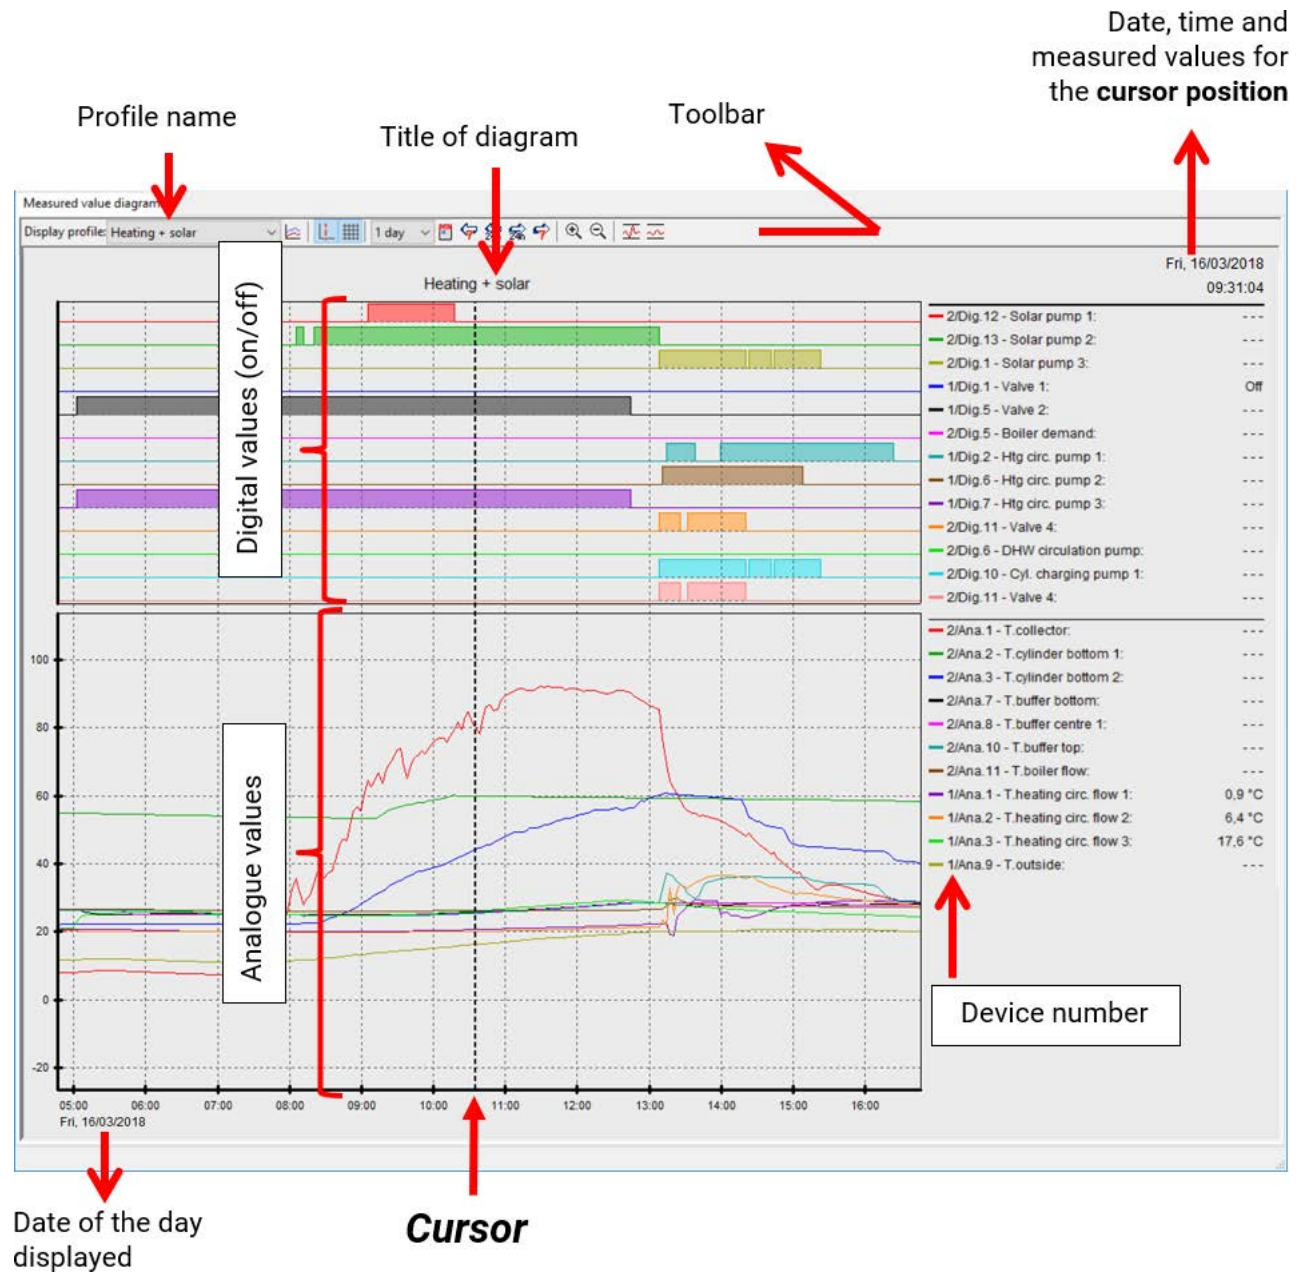 Date, time and
measured values for
the cursor position
Profile name
Title of diagram
Toolbar
Measured value diagram
Display profile: Heating + solar
1 day
Fri, 16/03/2018
09:31:04
Heating + solar
Digital values (on/off)
2/Dig.12 - Solar pump 1: ---
2/Dig.13 - Solar pump 2: ---
2/Dig.1 - Solar pump 3: ---
1/Dig.1 - Valve 1: Off
1/Dig.5 - Valve 2: ---
2/Dig.5 - Boiler demand: ---
1/Dig.2 - Htg circ. pump 1: ---
1/Dig.6 - Htg circ. pump 2: ---
1/Dig.7 - Htg circ. pump 3: ---
2/Dig.11 - Valve 4: ---
2/Dig.6 - DHW circulation pump: ---
2/Dig.10 - Cyl. charging pump 1: ---
2/Dig.11 - Valve 4: ---
Analogue values
2/Ana.1 - T.collector: ---
2/Ana.2 - T.cylinder bottom 1: ---
2/Ana.3 - T.cylinder bottom 2: ---
2/Ana.7 - T.buffer bottom: ---
2/Ana.8 - T.buffer centre 1: ---
2/Ana.10 - T.buffer top: ---
2/Ana.11 - T.boiler flow: ---
1/Ana.1 - T.heating circ. flow 1: 0,9 °C
1/Ana.2 - T.heating circ. flow 2: 6,4 °C
1/Ana.3 - T.heating circ. flow 3: 17,6 °C
1/Ana.9 - T.outside: ---
100
80
60
40
20
0
-20
05:00 06:00 07:00 08:00 09:00 10:00 11:00 12:00 13:00 14:00 15:00 16:00
Fri, 16/03/2018
Device number
Date of the day
displayed
Cursor